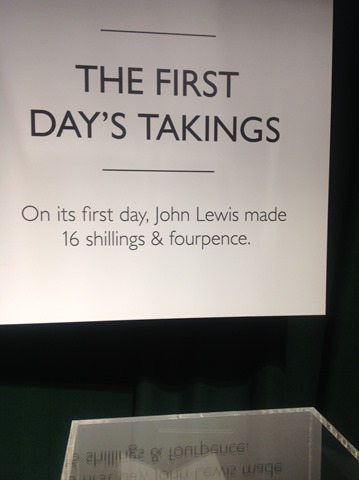 THE FIRST
DAY'S TAKINGS
On its first day, John Lewis made
16 shillings & fourpence.